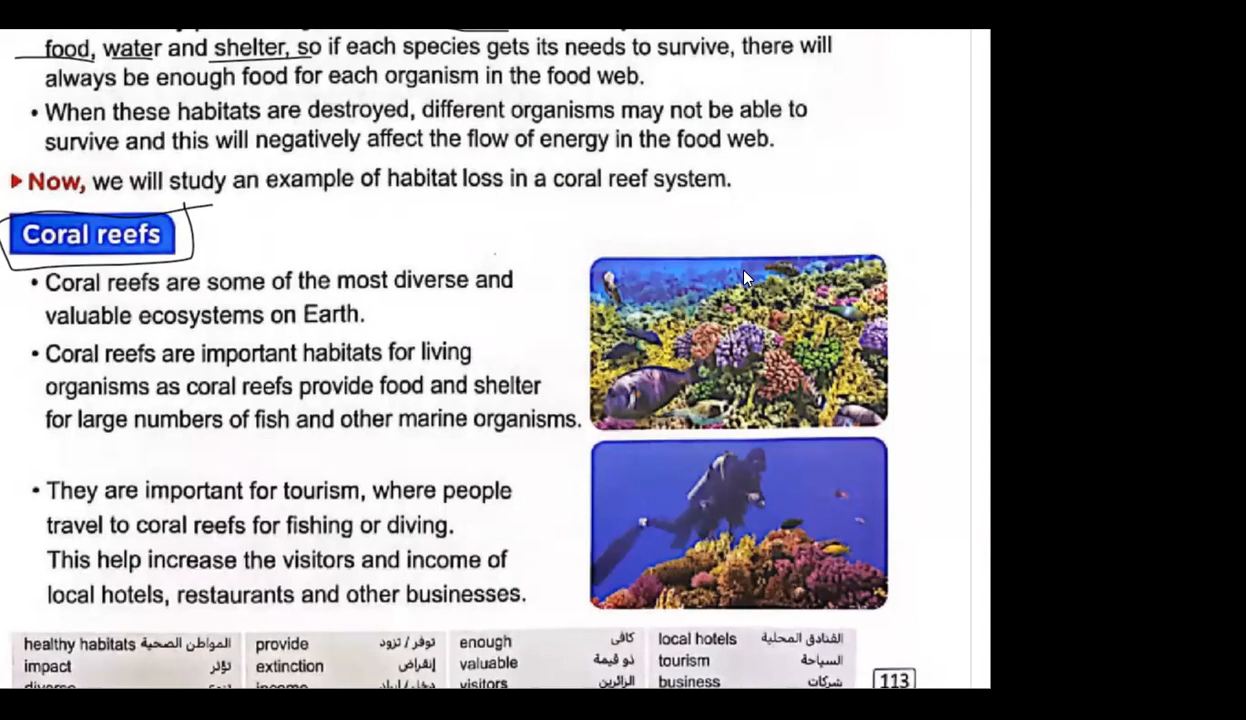 food, water and shelter, so if each species gets its needs to survive, there will
always be enough food for each organism in the food web.
• When these habitats are destroyed, different organisms may not be able to
survive and this will negatively affect the flow of energy in the food web.
Now, we will study an example of habitat loss in a coral reef system.
Coral reefs
• Coral reefs are some of the most diverse and
valuable ecosystems on Earth.
• Coral reefs are important habitats for living
organisms as coral reefs provide food and shelter
for large numbers of fish and other marine organisms.
• They are important for tourism, where people
travel to coral reefs for fishing or diving.
This help increase the visitors and income of
local hotels, restaurants and other businesses.
healthy habitats المواطن الصحية provide توفر / تزود enough كافى local hotels الفنادق المحلية
impact تؤثر extinction إنقراض valuable ذو قيمة tourism السياحة
diverse income visitors الزائرين business شركات
113